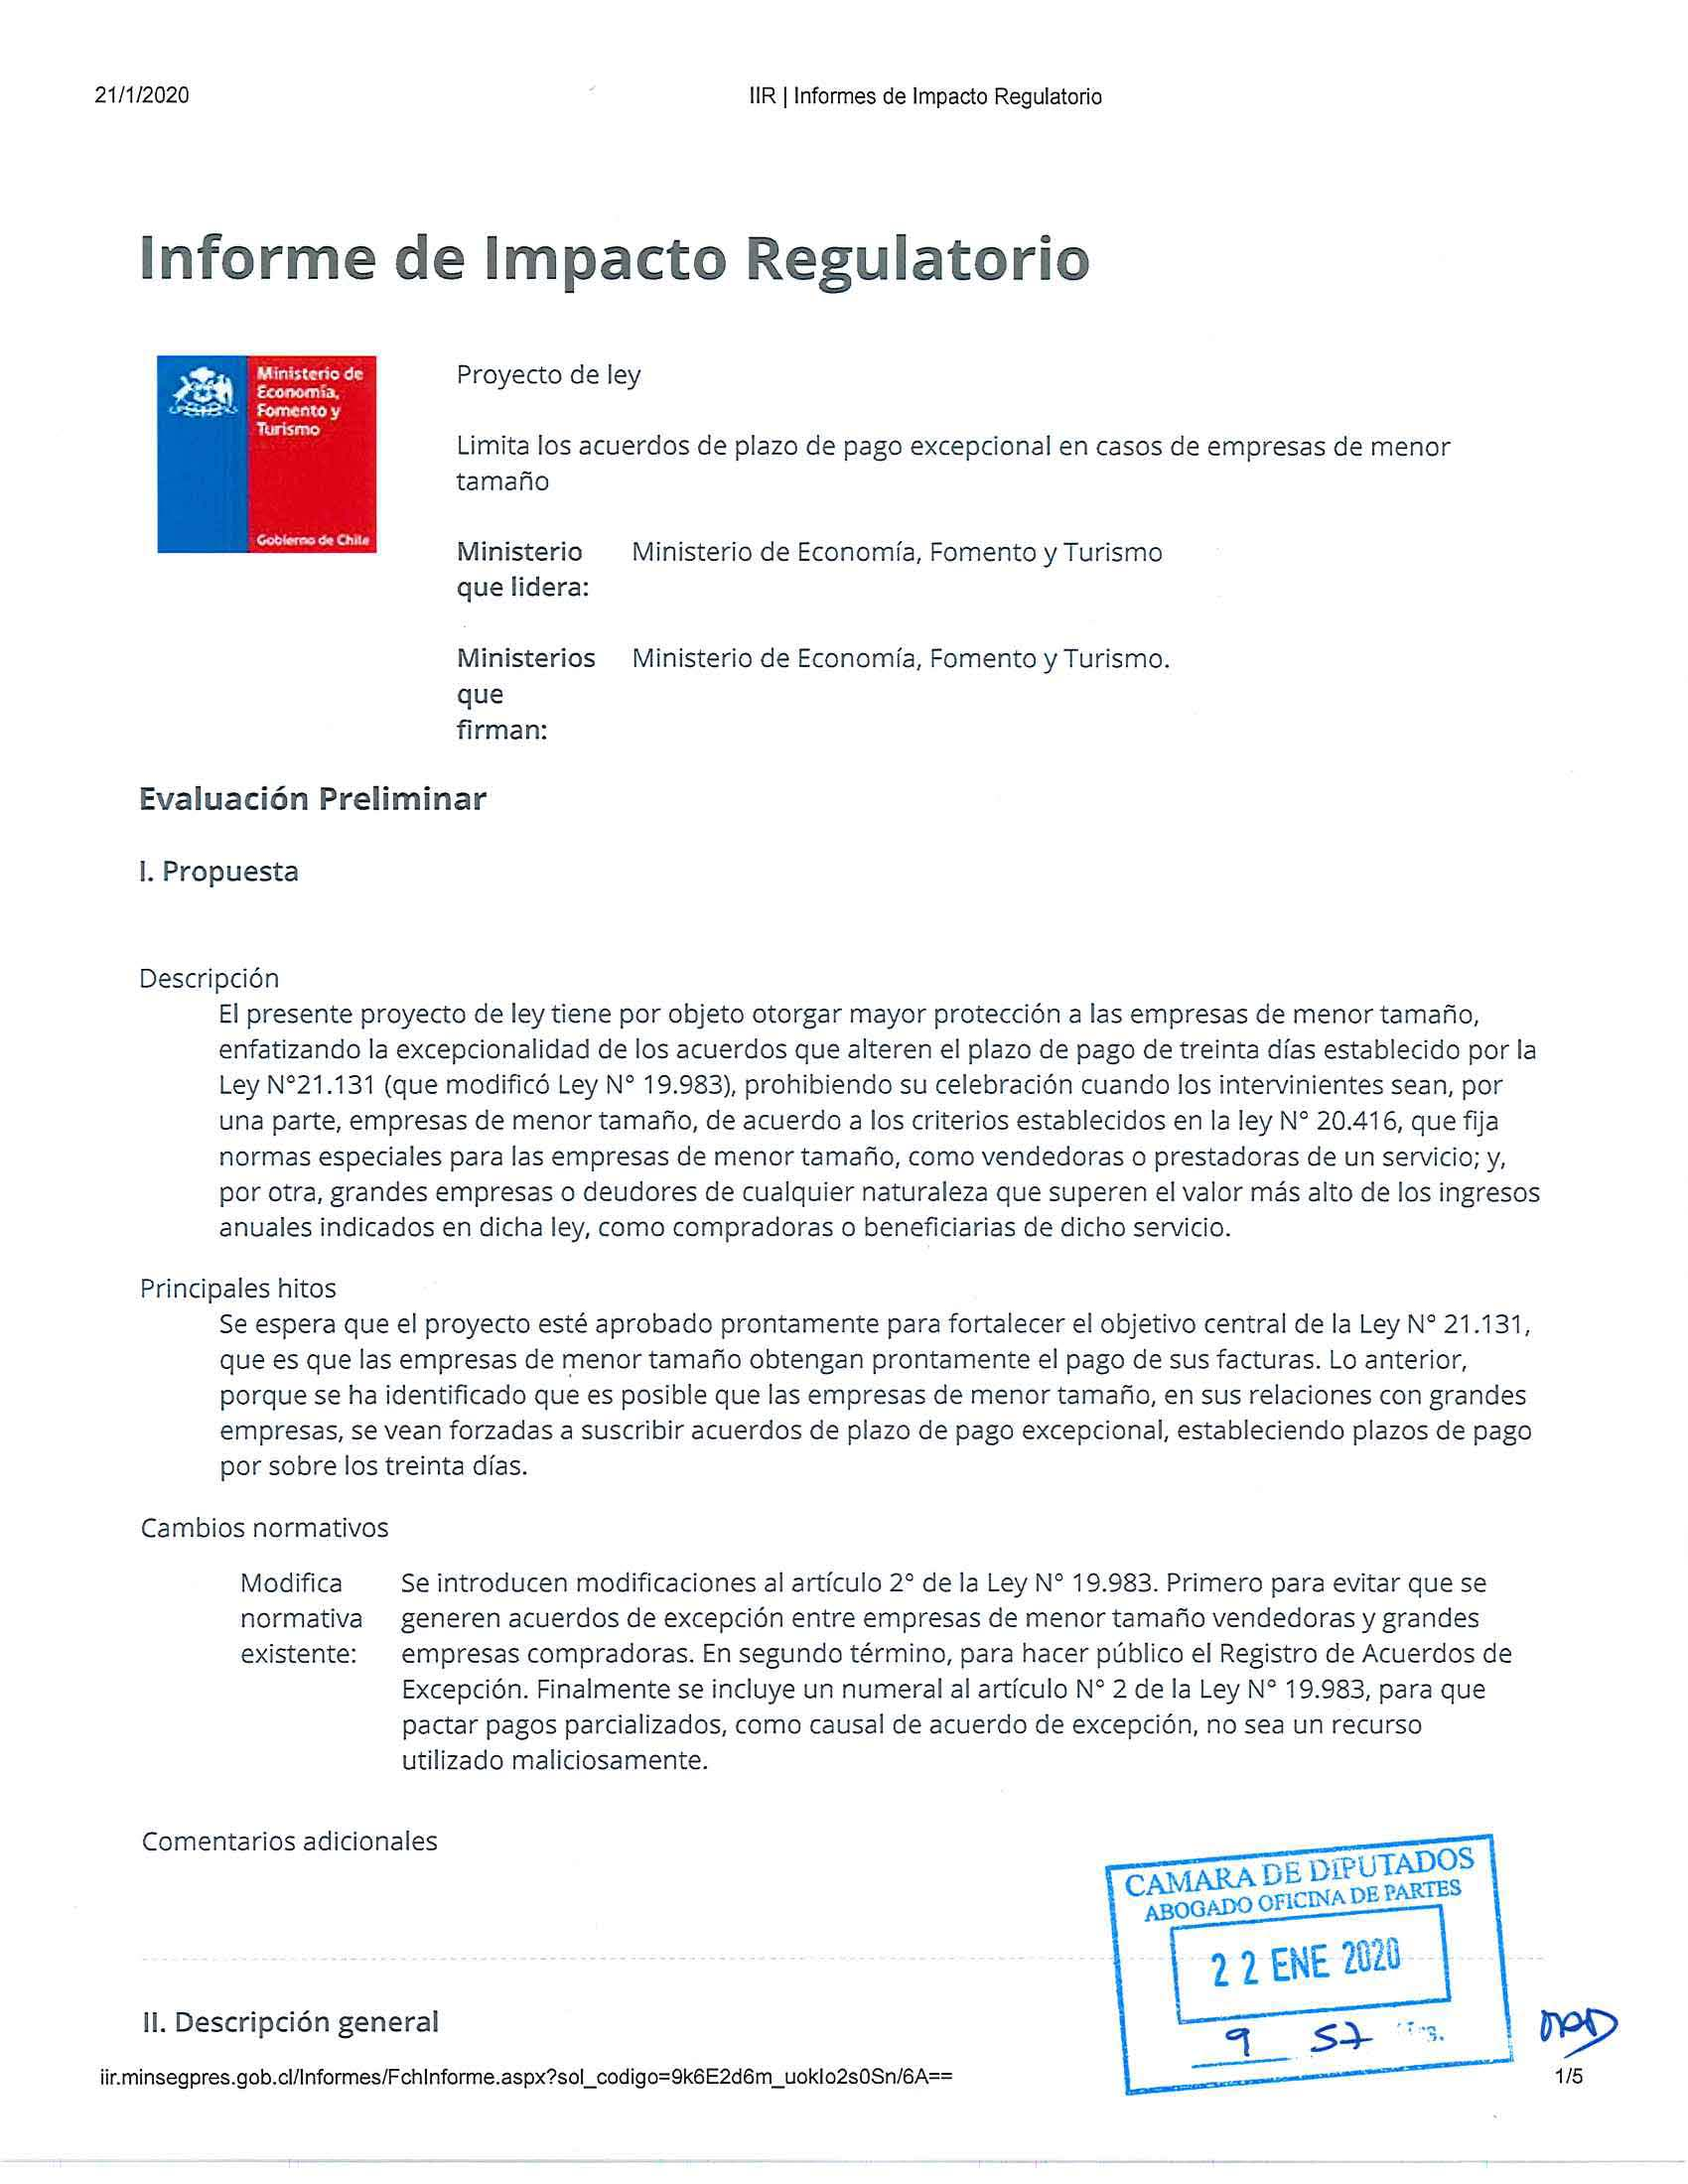 21/1/2020
IIR | Informes de Impacto Regulatorio
Informe de Impacto Regulatorio
Ministerio de
Economía,
Fomento y
Turismo
Gobierno de Chile
Proyecto de ley
Limita los acuerdos de plazo de pago excepcional en casos de empresas de menor
tamaño
Ministerio Ministerio de Economía, Fomento y Turismo
que lidera:
Ministerios Ministerio de Economía, Fomento y Turismo.
que
firman:
Evaluación Preliminar
I. Propuesta
Descripción
El presente proyecto de ley tiene por objeto otorgar mayor protección a las empresas de menor tamaño,
enfatizando la excepcionalidad de los acuerdos que alteren el plazo de pago de treinta días establecido por la
Ley N°21.131 (que modificó Ley N° 19.983), prohibiendo su celebración cuando los intervinientes sean, por
una parte, empresas de menor tamaño, de acuerdo a los criterios establecidos en la ley N° 20.416, que fija
normas especiales para las empresas de menor tamaño, como vendedoras o prestadoras de un servicio; y,
por otra, grandes empresas o deudores de cualquier naturaleza que superen el valor más alto de los ingresos
anuales indicados en dicha ley, como compradoras o beneficiarias de dicho servicio.
Principales hitos
Se espera que el proyecto esté aprobado prontamente para fortalecer el objetivo central de la Ley N° 21.131,
que es que las empresas de menor tamaño obtengan prontamente el pago de sus facturas. Lo anterior,
porque se ha identificado que es posible que las empresas de menor tamaño, en sus relaciones con grandes
empresas, se vean forzadas a suscribir acuerdos de plazo de pago excepcional, estableciendo plazos de pago
por sobre los treinta días.
Cambios normativos
Modifica Se introducen modificaciones al artículo 2° de la Ley N° 19.983. Primero para evitar que se
normativa generen acuerdos de excepción entre empresas de menor tamaño vendedoras y grandes
existente: empresas compradoras. En segundo término, para hacer público el Registro de Acuerdos de
Excepción. Finalmente se incluye un numeral al artículo N° 2 de la Ley N° 19.983, para que
pactar pagos parcializados, como causal de acuerdo de excepción, no sea un recurso
utilizado maliciosamente.
Comentarios adicionales
CAMARA DE DIPUTADOS
ABOGADO OFICINA DE PARTES
22 ENE 2020
9 57
II. Descripción general
iir.minsegpres.gob.cl/Informes/FchInforme.aspx?sol_codigo=9k6E2d6m_uoklo2s0Sn/6A==
1/5